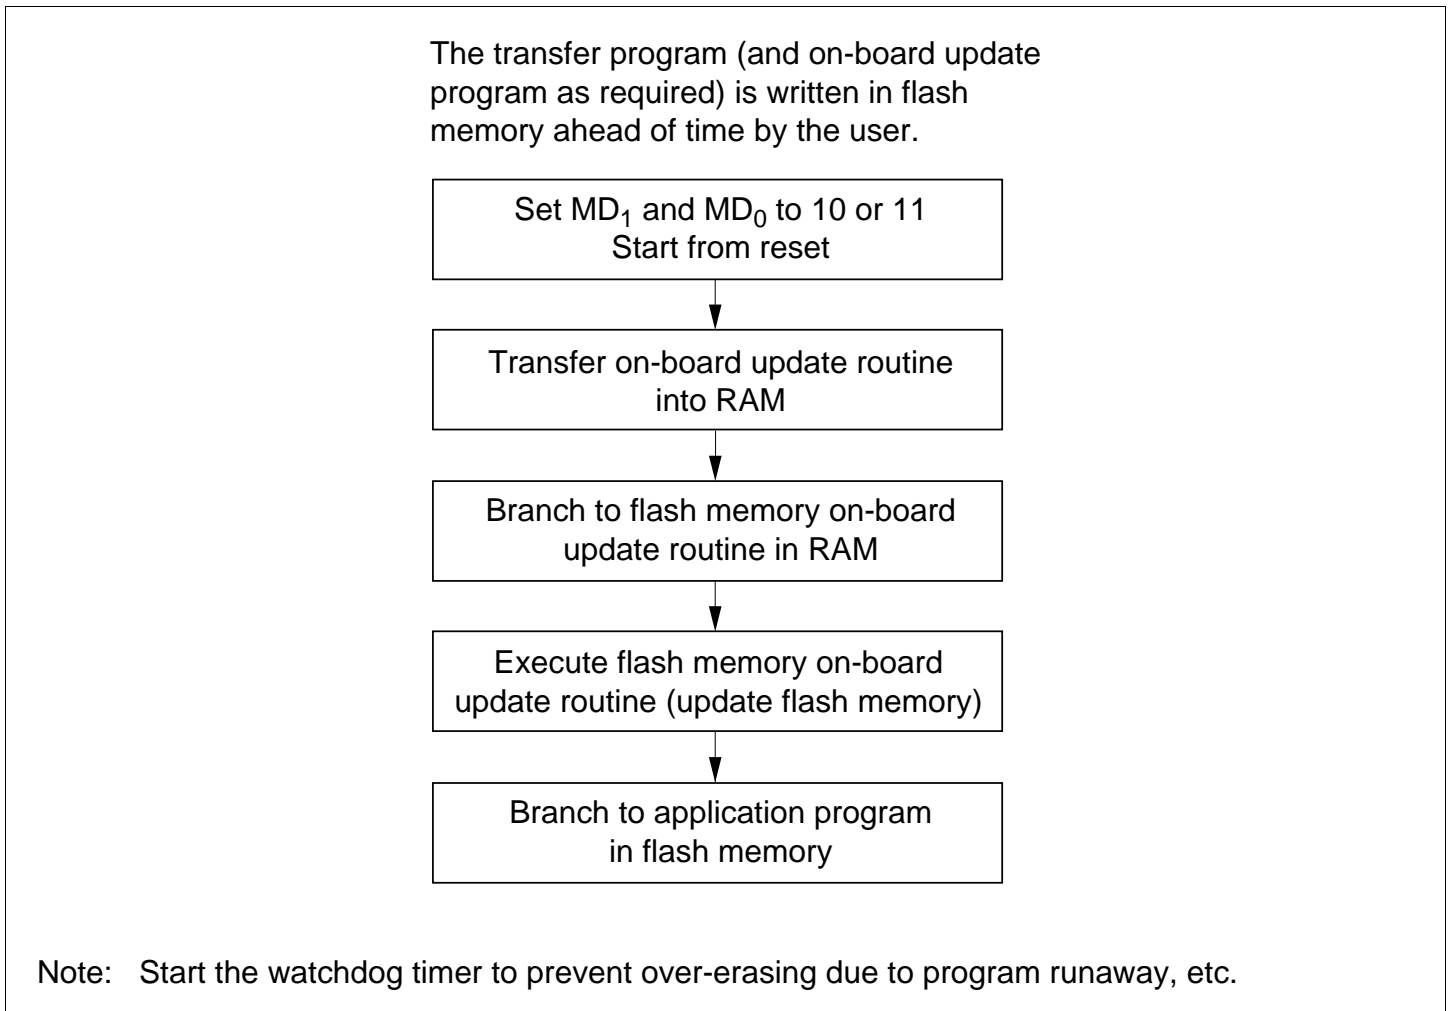 The transfer program (and on-board update
program as required) is written in flash
memory ahead of time by the user.
Set MD₁ and MD₀ to 10 or 11
Start from reset
Transfer on-board update routine
into RAM
Branch to flash memory on-board
update routine in RAM
Execute flash memory on-board
update routine (update flash memory)
Branch to application program
in flash memory
Note: Start the watchdog timer to prevent over-erasing due to program runaway, etc.